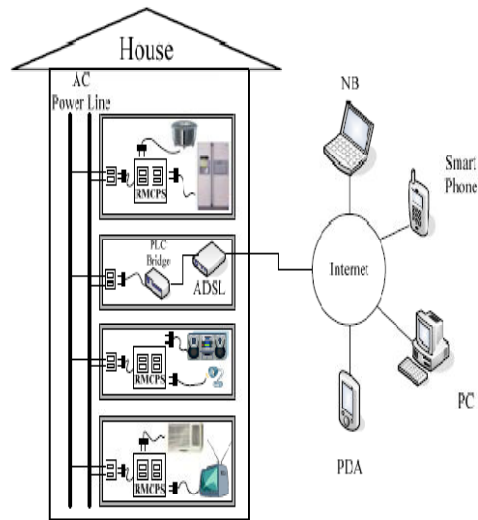 House
AC
Power Line
RMCPS
PLC
Bridge
ADSL
RMCPS
RMCPS
NB
Smart
Phone
Internet
PC
PDA